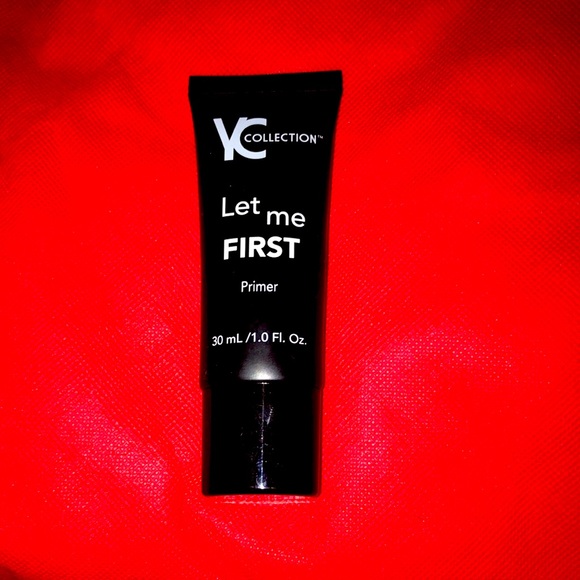 YC COLLECTION™
Let me
FIRST
Primer
30 mL /1.0 Fl. Oz.